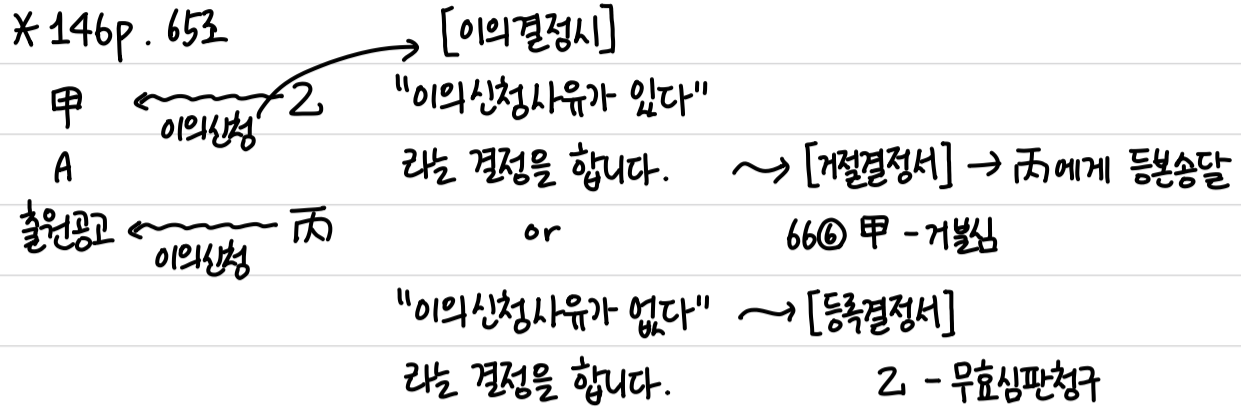 * 146p. 65조
[이의결정시]
甲 乙 "이의신청사유가 있다"
이의신청
A 라는 결정을 합니다. [거절결정서] → 丙에게 등본송달
출원공고 丙 or 66⑥ 甲 - 거불심
이의신청
"이의신청사유가 없다" [등록결정서]
라는 결정을 합니다. 乙 - 무효심판청구